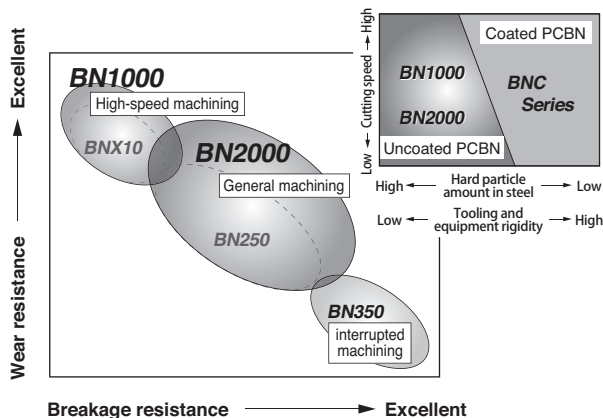 BN1000
High-speed machining
BNX10
BN2000
General machining
BN250
BN350
interrupted
machining
Wear resistance
Excellent
Breakage resistance
Excellent
Coated PCBN
BN1000
BNC
Series
BN2000
Uncoated PCBN
Low
Cutting speed
High
High
Hard particle
amount in steel
Low
Low
Tooling and
equipment rigidity
High